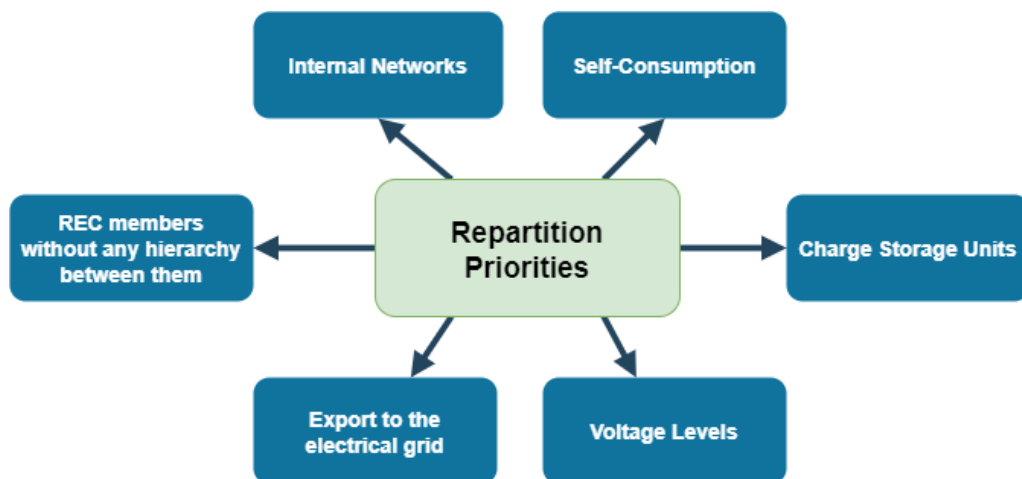 Internal Networks
Self-Consumption
REC members
without any hierarchy
between them
Repartition
Priorities
Charge Storage Units
Export to the
electrical grid
Voltage Levels